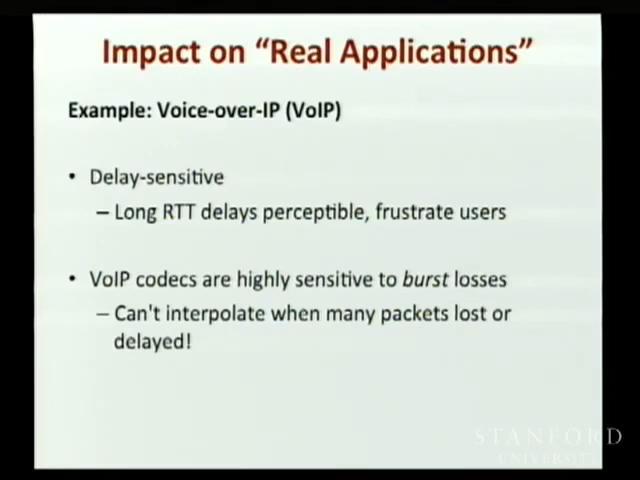 Impact on “Real Applications”
Example: Voice-over-IP (VoIP)
• Delay-sensitive
– Long RTT delays perceptible, frustrate users
• VoIP codecs are highly sensitive to burst losses
– Can't interpolate when many packets lost or
delayed!
STANFORD
UNIVERSITY